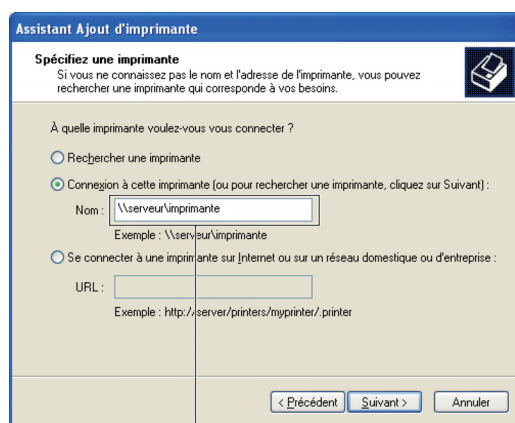 Assistant Ajout d'imprimante
Spécifiez une imprimante
Si vous ne connaissez pas le nom et l'adresse de l'imprimante, vous pouvez
rechercher une imprimante qui corresponde à vos besoins.
À quelle imprimante voulez-vous vous connecter ?
Rechercher une imprimante
Connexion à cette imprimante (ou pour rechercher une imprimante, cliquez sur Suivant) :
Nom : \\serveur\imprimante
Exemple : \\serveur\imprimante
Se connecter à une imprimante sur Internet ou sur un réseau domestique ou d'entreprise :
URL :
Exemple : http://server/printers/myprinter/.printer
< Précédent Suivant > Annuler